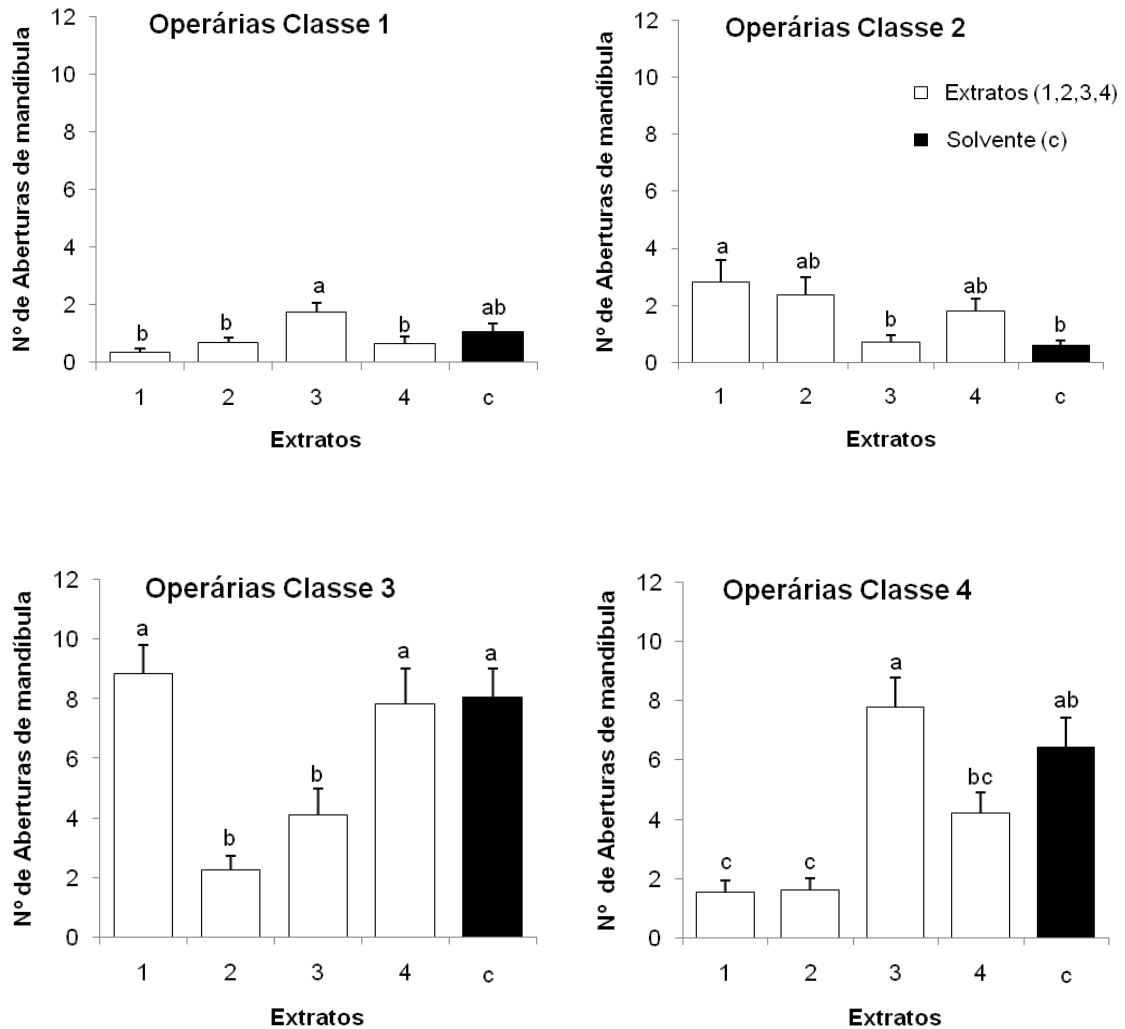 Operárias Classe 1
Nº de Aberturas de mandíbula
12
10
8
6
4
2
0
b
b
a
b
ab
1 2 3 4 c
Extratos
Operárias Classe 2
Nº de Aberturas de mandíbula
12
10
8
6
4
2
0
Extratos (1,2,3,4)
Solvente (c)
a
ab
b
ab
b
1 2 3 4 c
Extratos
Operárias Classe 3
Nº de Aberturas de mandíbula
12
10
8
6
4
2
0
a
b
b
a
a
1 2 3 4 c
Extratos
Operárias Classe 4
Nº de Aberturas de mandíbula
12
10
8
6
4
2
0
c
c
a
bc
ab
1 2 3 4 c
Extratos